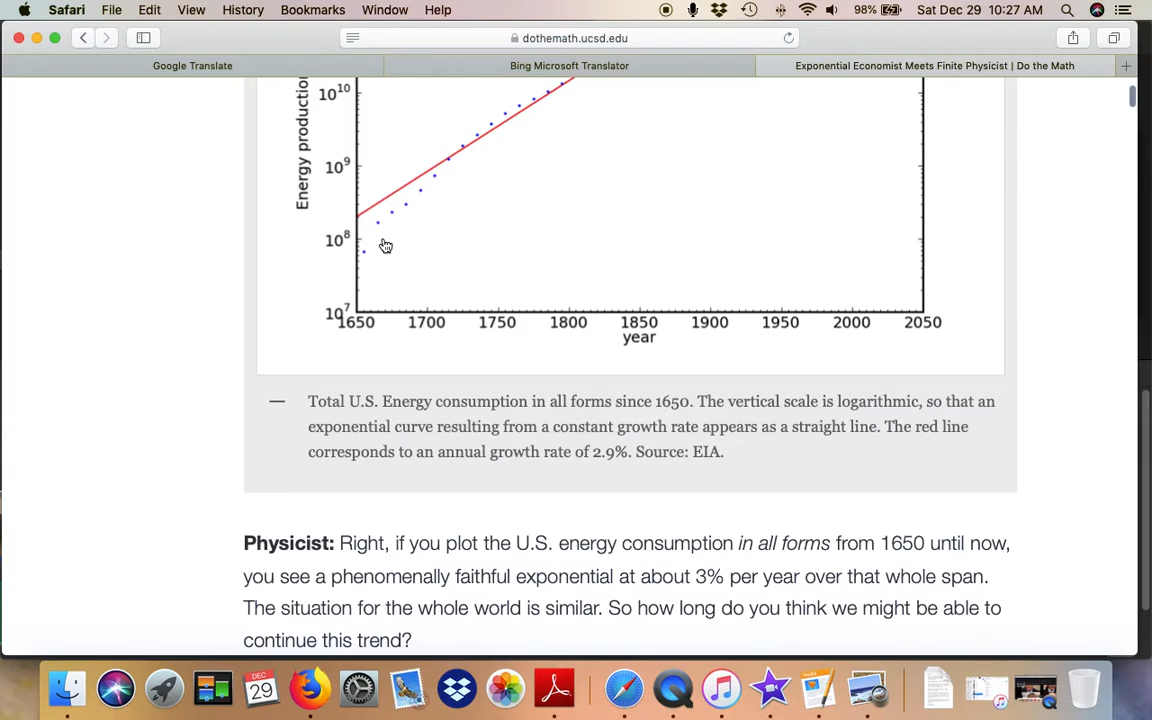 Safari File Edit View History Bookmarks Window Help 98% Sat Dec 29 10:27 AM
dothemath.ucsd.edu
Google Translate Bing Microsoft Translator Exponential Economist Meets Finite Physicist | Do the Math
Energy production
10^10
10^9
10^8
10^7
1650 1700 1750 1800 1850 1900 1950 2000 2050
year
— Total U.S. Energy consumption in all forms since 1650. The vertical scale is logarithmic, so that an
exponential curve resulting from a constant growth rate appears as a straight line. The red line
corresponds to an annual growth rate of 2.9%. Source: EIA.
Physicist: Right, if you plot the U.S. energy consumption in all forms from 1650 until now,
you see a phenomenally faithful exponential at about 3% per year over that whole span.
The situation for the whole world is similar. So how long do you think we might be able to
continue this trend?
DEC
29